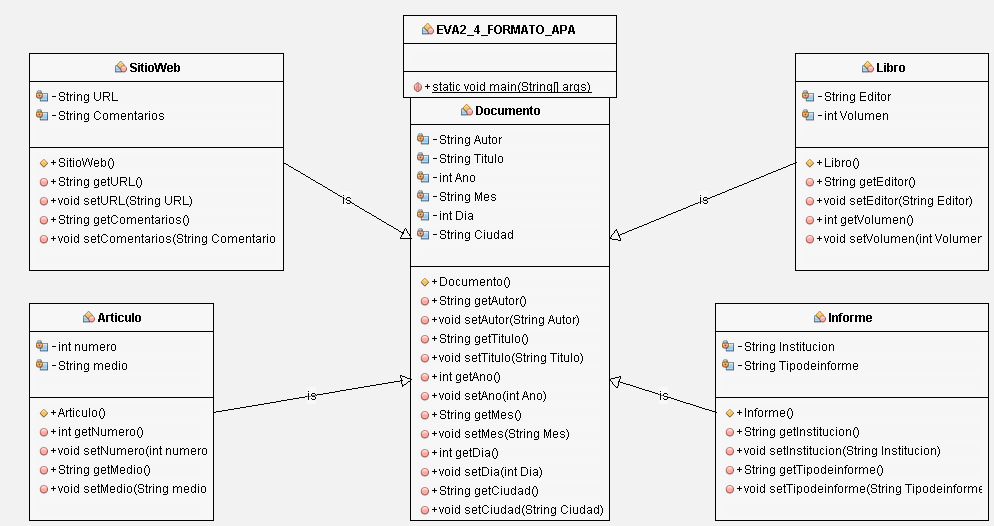 EVA2_4_FORMATO_APA
+static void main(String[] args)
SitioWeb
-String URL
-String Comentarios
+SitioWeb()
+String getURL()
+void setURL(String URL)
+String getComentarios()
+void setComentarios(String Comentario
Documento
-String Autor
-String Titulo
-int Ano
-String Mes
-int Dia
-String Ciudad
+Documento()
+String getAutor()
+void setAutor(String Autor)
+String getTitulo()
+void setTitulo(String Titulo)
+int getAno()
+void setAno(int Ano)
+String getMes()
+void setMes(String Mes)
+int getDia()
+void setDia(int Dia)
+String getCiudad()
+void setCiudad(String Ciudad)
Libro
-String Editor
-int Volumen
+Libro()
+String getEditor()
+void setEditor(String Editor)
+int getVolumen()
+void setVolumen(int Volumen
is
is
Articulo
-int numero
-String medio
+Articulo()
+int getNumero()
+void setNumero(int numero
+String getMedio()
+void setMedio(String medio
is
is
Informe
-String Institucion
-String Tipodeinforme
+Informe()
+String getInstitucion()
+void setInstitucion(String Institucion)
+String getTipodeinforme()
+void setTipodeinforme(String Tipodeinforme